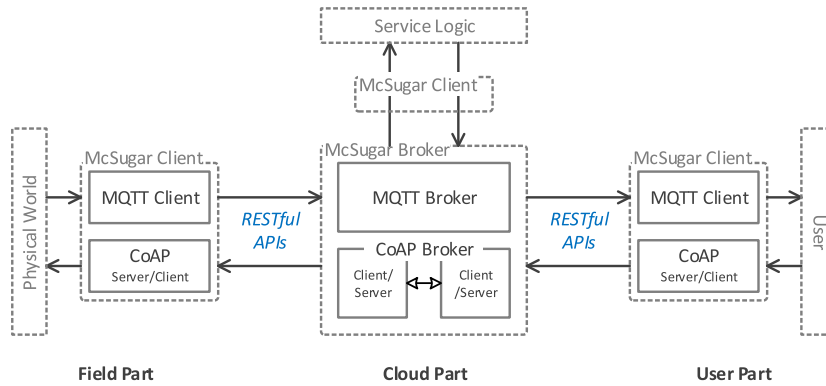 Service Logic
McSugar Client
McSugar Client
McSugar Broker
McSugar Client
Physical World
MQTT Client
MQTT Broker
MQTT Client
User
RESTful
APIs
RESTful
APIs
CoAP
Server/Client
CoAP Broker
Client/
Server
Client
/Server
CoAP
Server/Client
Field Part
Cloud Part
User Part